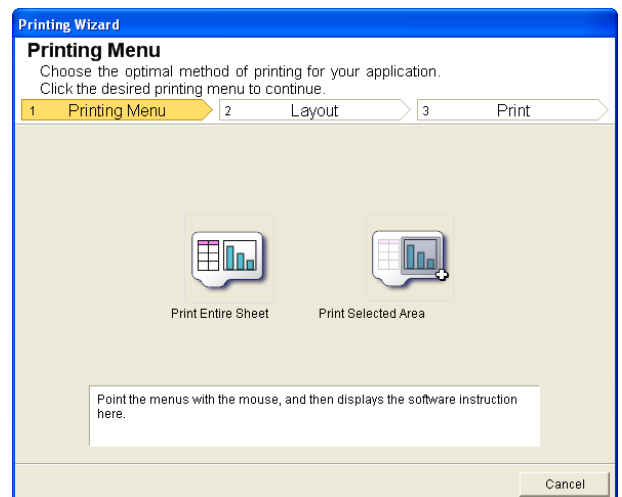 Printing Wizard
Printing Menu
Choose the optimal method of printing for your application.
Click the desired printing menu to continue.
1 Printing Menu 2 Layout 3 Print
Print Entire Sheet Print Selected Area
Point the menus with the mouse, and then displays the software instruction
here.
Cancel